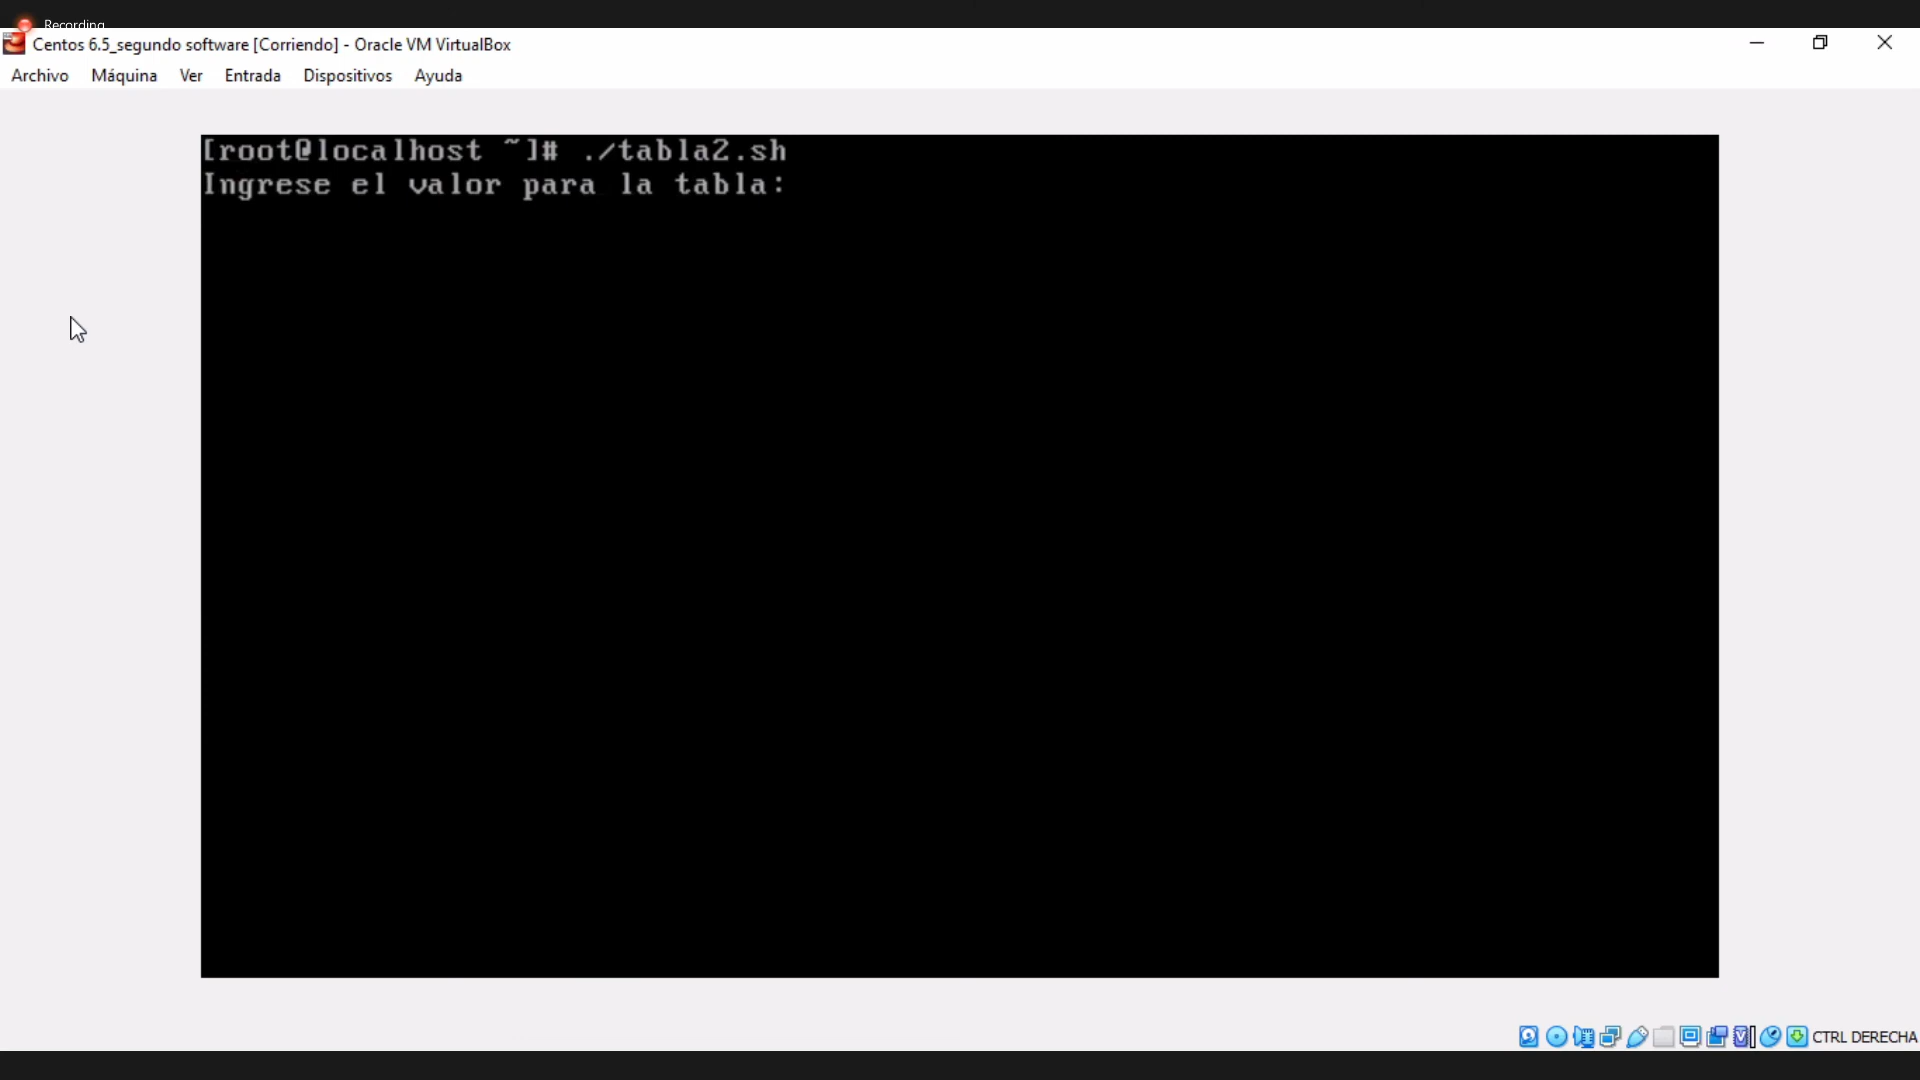 Recording
Centos 6.5_segundo software [Corriendo] - Oracle VM VirtualBox
Archivo Máquina Ver Entrada Dispositivos Ayuda
[root@localhost ~]# ./tabla2.sh
Ingrese el valor para la tabla:
CTRL DERECHA